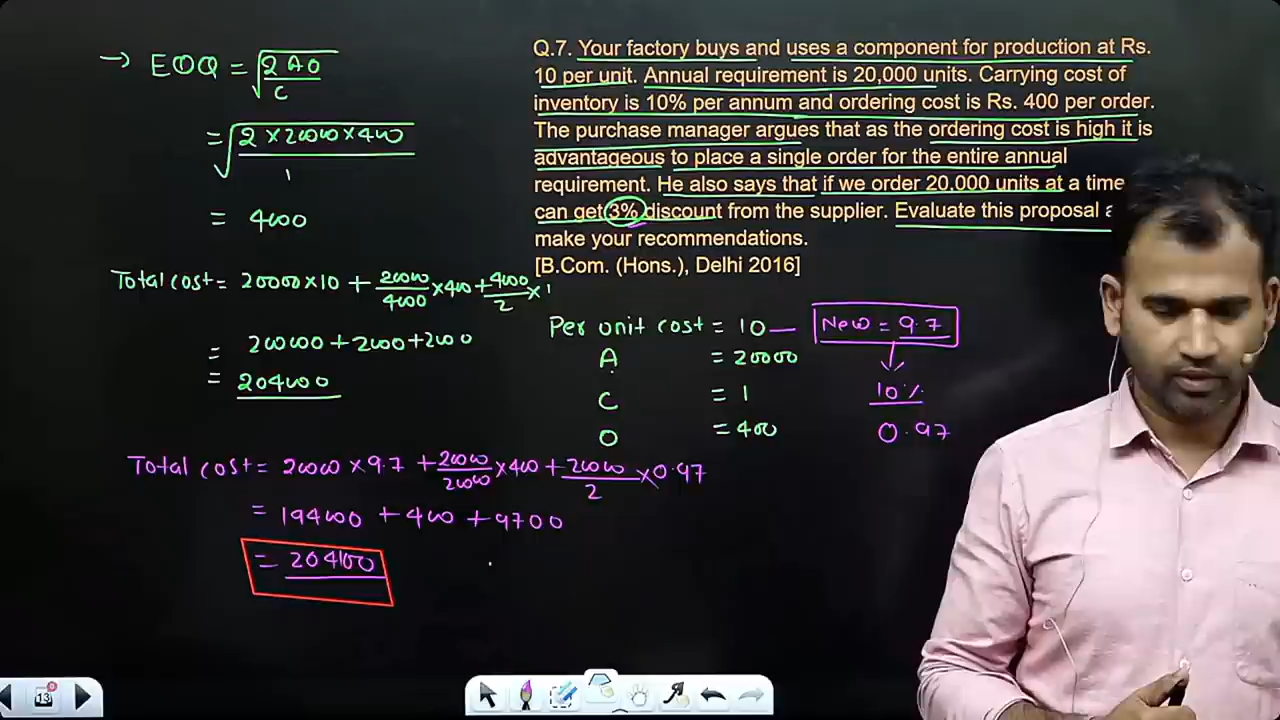 → EOQ = √2AO
C
= √2 × 20000 × 400
1
= 4000
Total cost = 20000 × 10 + 20000/4000 × 400 + 4000/2 × 1
= 200000 + 2000 + 2000
= 204000
Q.7. Your factory buys and uses a component for production at Rs.
10 per unit. Annual requirement is 20,000 units. Carrying cost of
inventory is 10% per annum and ordering cost is Rs. 400 per order.
The purchase manager argues that as the ordering cost is high it is
advantageous to place a single order for the entire annual
requirement. He also says that if we order 20,000 units at a time
can get 3% discount from the supplier. Evaluate this proposal a
make your recommendations.
[B.Com. (Hons.), Delhi 2016]
Per unit cost = 10
A = 20000
C = 1
O = 400
New = 9.7
10%
0.97
Total cost = 20000 × 9.7 + 20000/20000 × 400 + 20000/2 × 0.97
= 194000 + 400 + 9700
= 204100
13